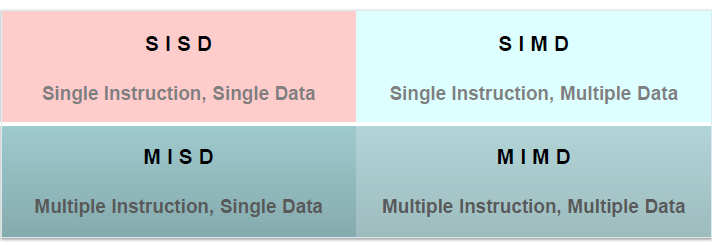 S I S D
Single Instruction, Single Data
S I M D
Single Instruction, Multiple Data
M I S D
Multiple Instruction, Single Data
M I M D
Multiple Instruction, Multiple Data